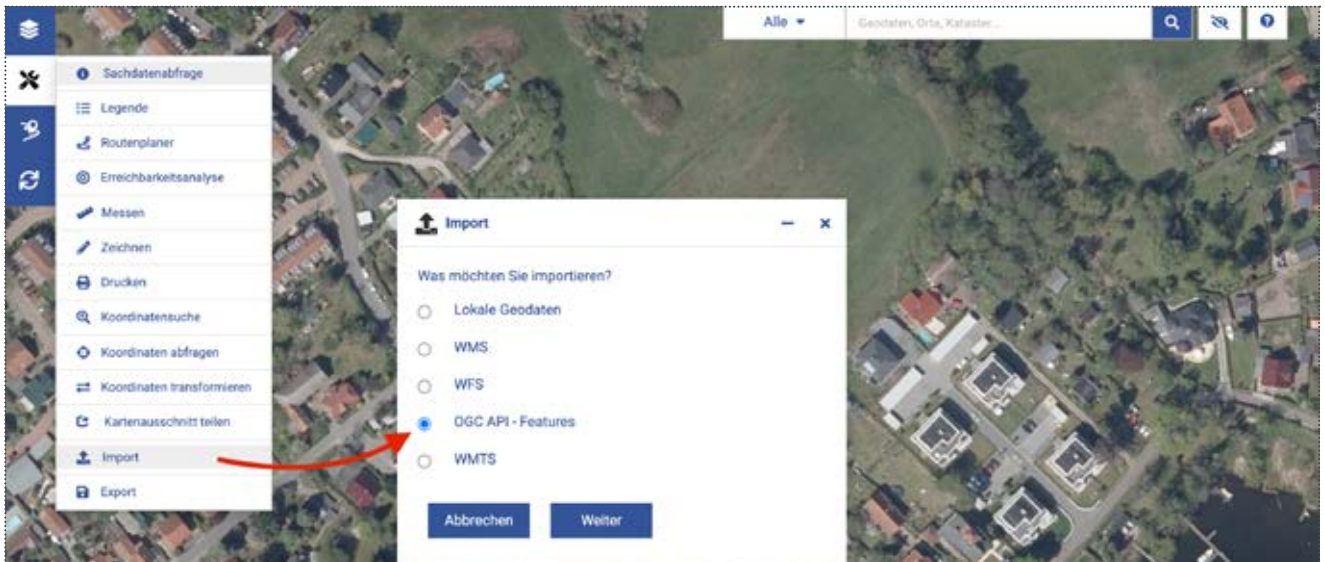 Alle
Geodaten, Orte, Kataster...
Sachdatenabfrage
Legende
Routenplaner
Erreichbarkeitsanalyse
Messen
Zeichnen
Drucken
Koordinatensuche
Koordinaten abfragen
Koordinaten transformieren
Kartenausschnitt teilen
Import
Export
Import
Was möchten Sie importieren?
Lokale Geodaten
WMS
WFS
OGC API - Features
WMTS
Abbrechen
Weiter